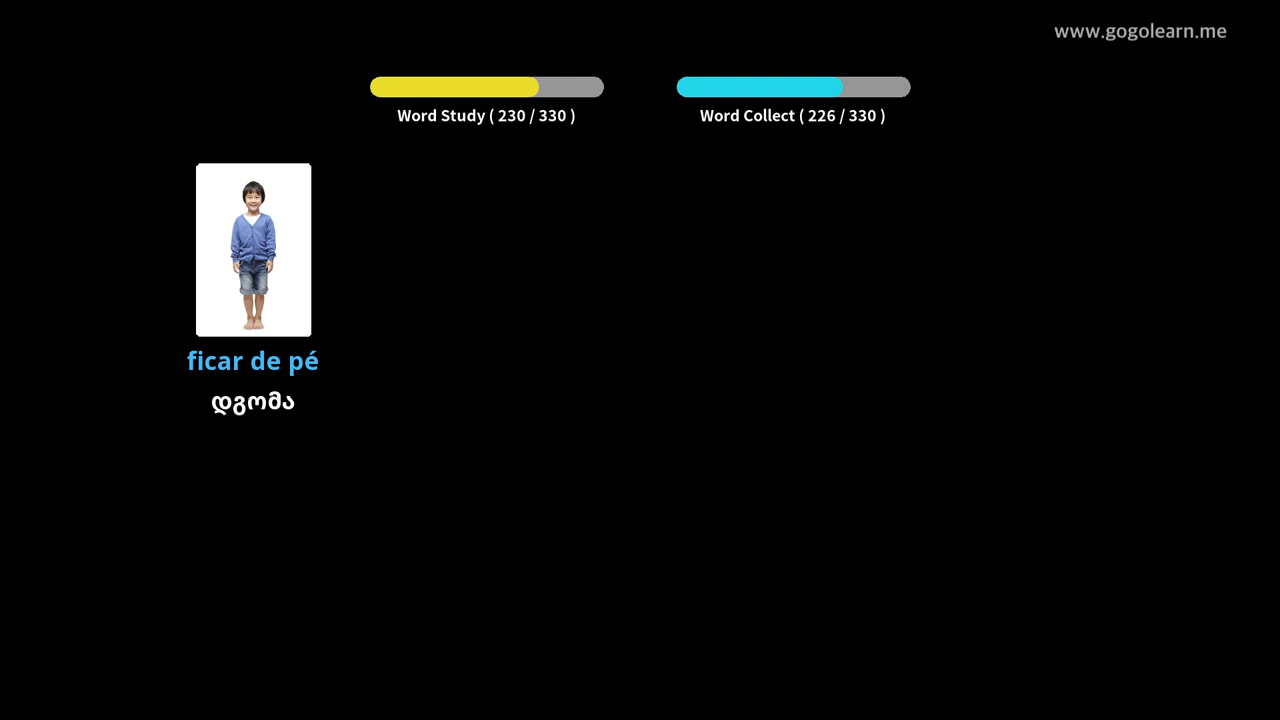 www.gogolearn.me
Word Study ( 230 / 330 )
Word Collect ( 226 / 330 )
ficar de pé
დგომა